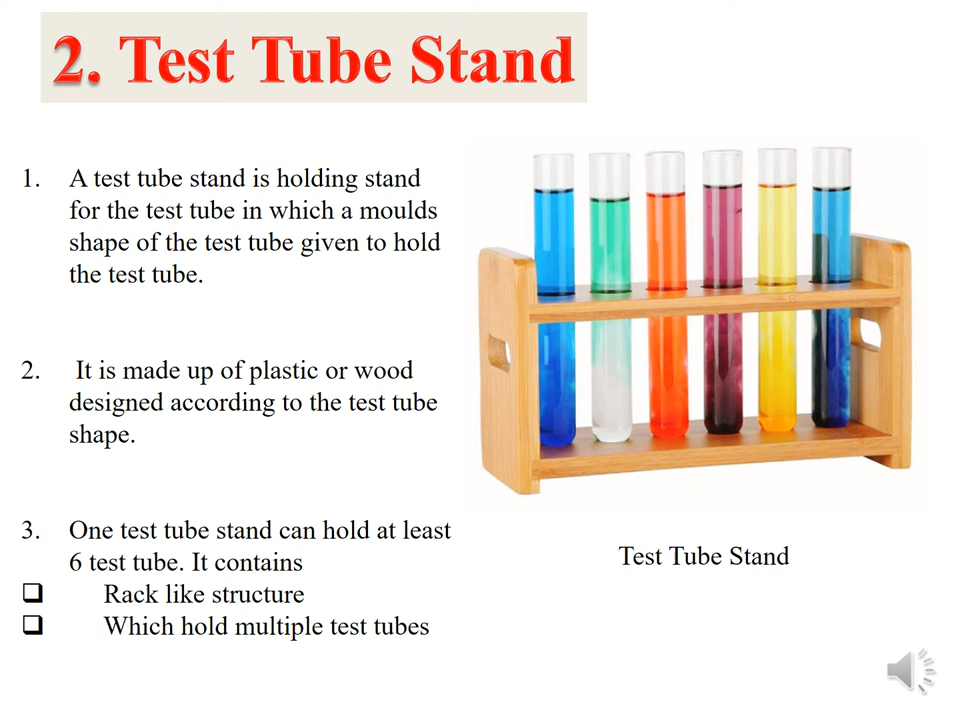 2. Test Tube Stand
1. A test tube stand is holding stand
for the test tube in which a moulds
shape of the test tube given to hold
the test tube.
2. It is made up of plastic or wood
designed according to the test tube
shape.
3. One test tube stand can hold at least
6 test tube. It contains
❑ Rack like structure
❑ Which hold multiple test tubes
Test Tube Stand